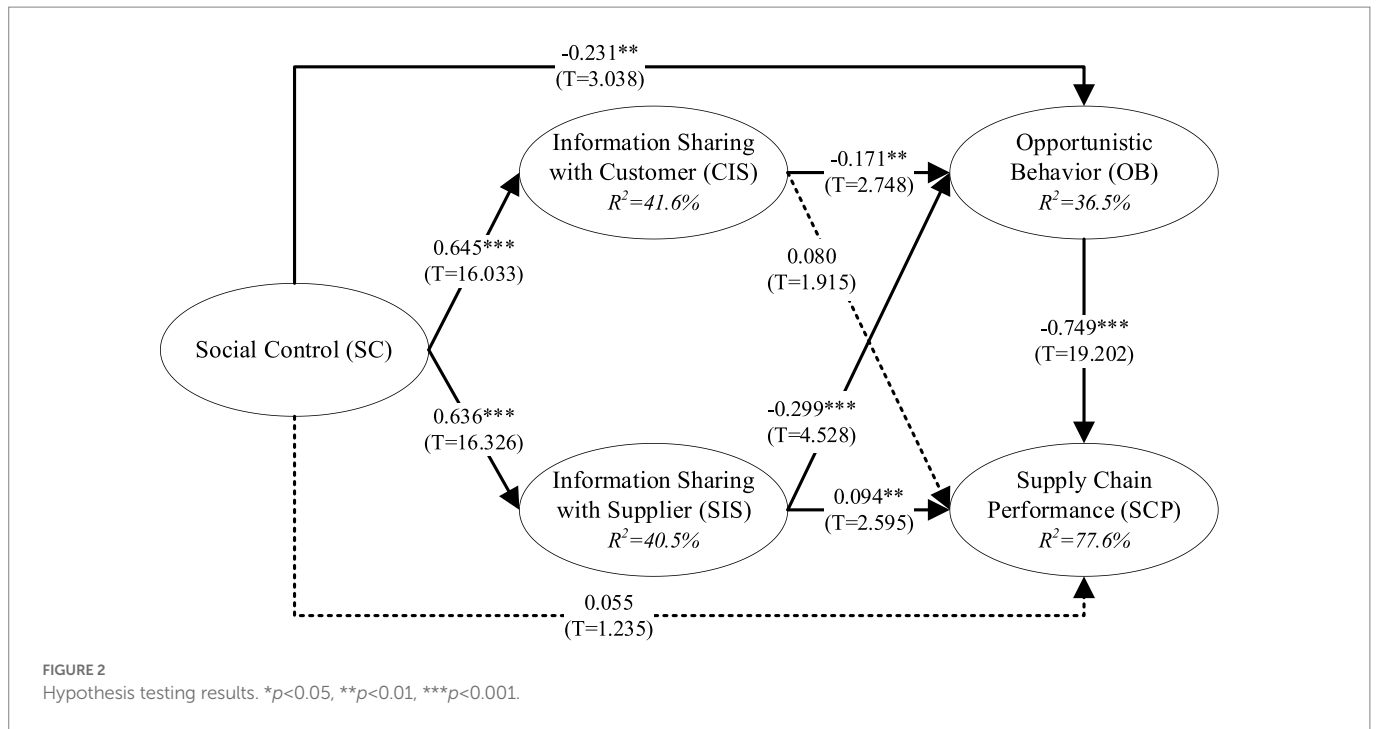 -0.231**
(T=3.038)
Information Sharing
with Customer (CIS)
R²=41.6%
-0.171**
(T=2.748)
Opportunistic
Behavior (OB)
R²=36.5%
0.645***
(T=16.033)
0.080
(T=1.915)
Social Control (SC)
-0.749***
(T=19.202)
0.636***
(T=16.326)
-0.299***
(T=4.528)
Information Sharing
with Supplier (SIS)
R²=40.5%
0.094**
(T=2.595)
Supply Chain
Performance (SCP)
R²=77.6%
0.055
(T=1.235)
FIGURE 2
Hypothesis testing results. *p<0.05, **p<0.01, ***p<0.001.